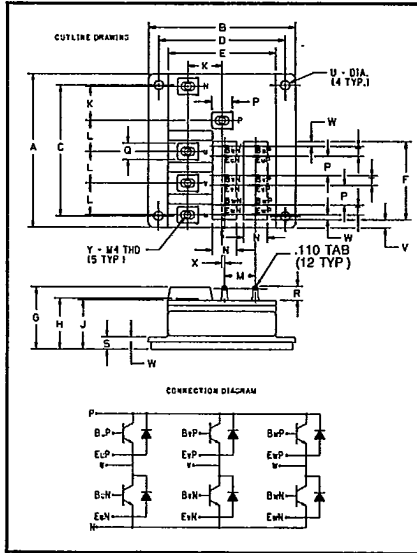 OUTLINE DRAWING
B
D
E
K
U - DIA.
(4 TYP.)
N
P
W
K
P
A
C
L
Q
L
L
BuN
EuN
BvN
EvN
BwN
EwN
BuP
EuP
BvP
EvP
BwP
EwP
P
P
F
Y - M4 THD
(5 TYP)
N
N
W
V
X
M
.110 TAB
(12 TYP)
G
H
J
S
W
R
CONNECTION DIAGRAM
P
BuP
BvP
BwP
EuP
EvP
EwP
U
V
W
BuN
BvN
BwN
EuN
EvN
EwN
N